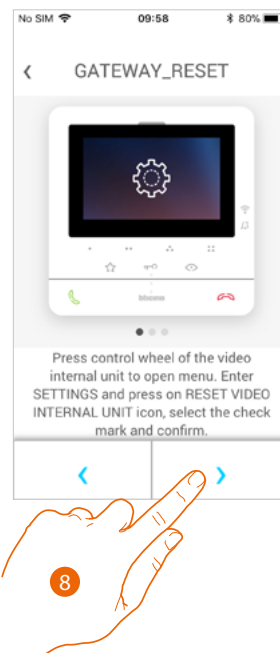 No SIM 09:58 80%
GATEWAY_RESET
bticino
Press control wheel of the video
internal unit to open menu. Enter
SETTINGS and press on RESET VIDEO
INTERNAL UNIT icon, select the check
mark and confirm.
8